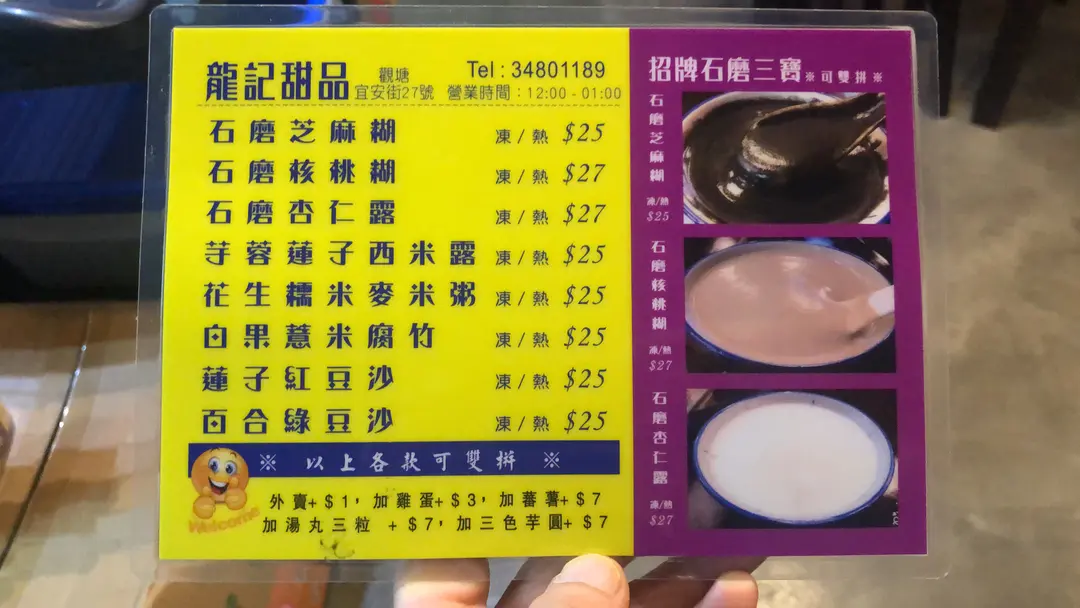 龍記甜品 觀塘 宜安街27號 Tel : 34801189 營業時間：12:00 - 01:00
石磨芝麻糊 凍 / 熱 $25
石磨核桃糊 凍 / 熱 $27
石磨杏仁露 凍 / 熱 $27
芋蓉蓮子西米露 凍 / 熱 $25
花生糯米麥米粥 凍 / 熱 $25
白果薏米腐竹 凍 / 熱 $25
蓮子紅豆沙 凍 / 熱 $25
百合綠豆沙 凍 / 熱 $25
※ 以上各款可雙拼 ※
Welcome
外賣+$1，加雞蛋+$3，加蕃薯+$7
加湯丸三粒 +$7，加三色芋圓+$7
招牌石磨三寶 ※可雙拼※
石磨芝麻糊
凍/熱
$25
石磨核桃糊
凍/熱
$27
石磨杏仁露
凍/熱
$27